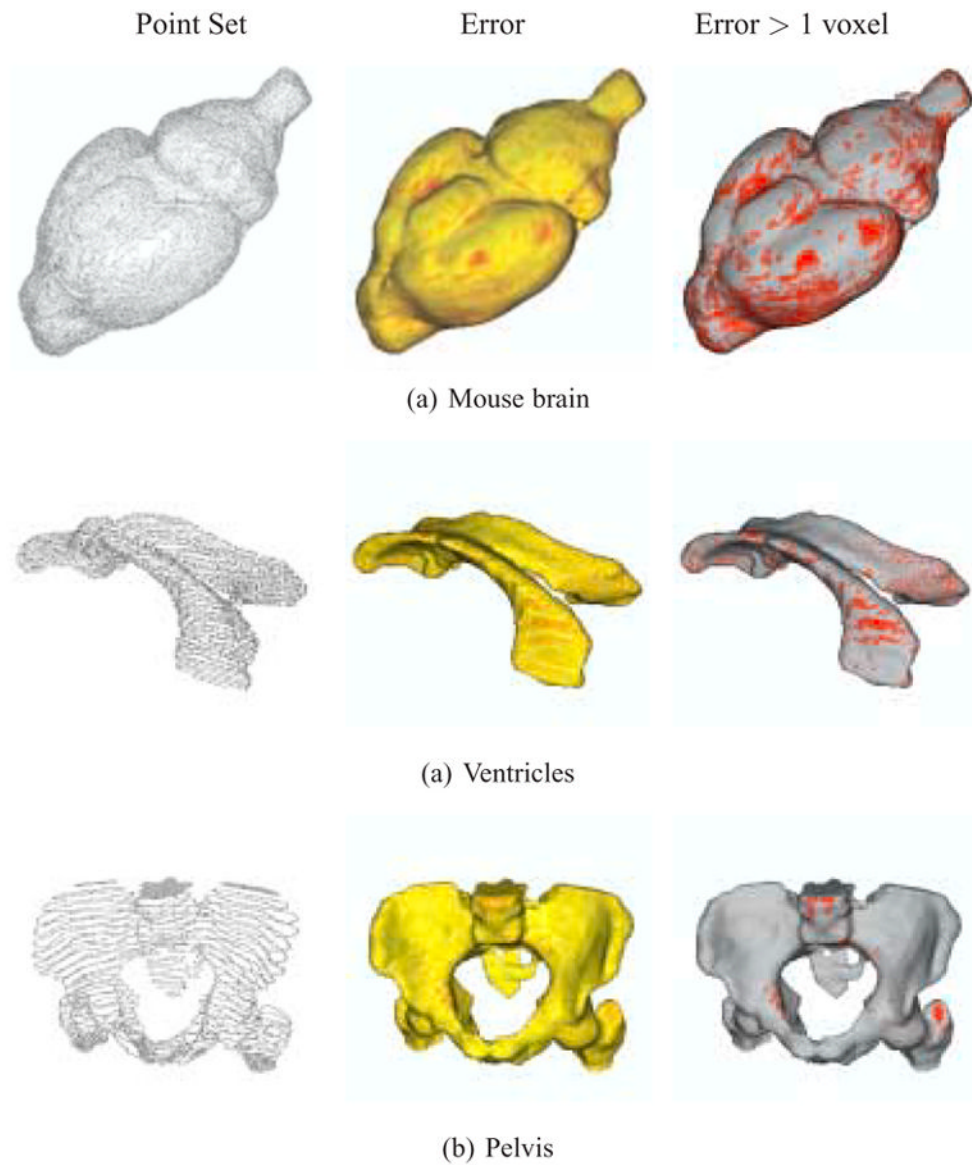 Point Set
Error
Error > 1 voxel
(a) Mouse brain
(a) Ventricles
(b) Pelvis